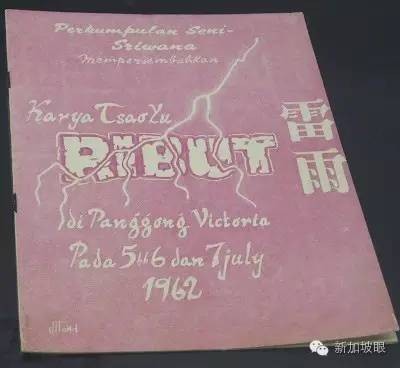 Perkumpulan Seni-
Sriwana
Mempersembahkan
Karya Tsao Yu
RIBUT
雷雨
di Panggong Victoria
Pada 5hb 6 dan 7 july
1962
新加坡眼